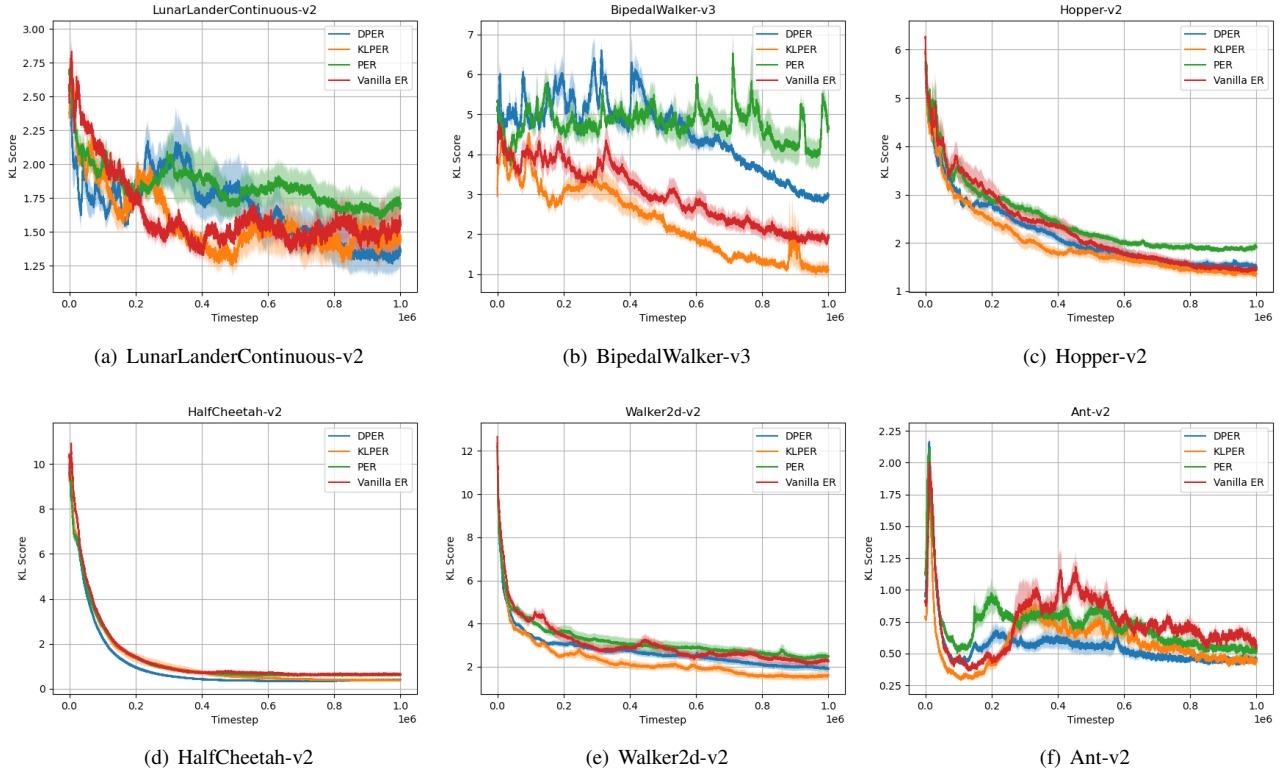 LunarLanderContinuous-v2
3.00
2.75
2.50
2.25
2.00
1.75
1.50
1.25
KL Score
DPER
KLPER
PER
Vanilla ER
0.0 0.2 0.4 0.6 0.8 1.0
Timestep
1e6
(a) LunarLanderContinuous-v2
BipedalWalker-v3
7
6
5
4
3
2
1
KL Score
DPER
KLPER
PER
Vanilla ER
0.0 0.2 0.4 0.6 0.8 1.0
Timestep
1e6
(b) BipedalWalker-v3
Hopper-v2
6
5
4
3
2
1
KL Score
DPER
KLPER
PER
Vanilla ER
0.0 0.2 0.4 0.6 0.8 1.0
Timestep
1e6
(c) Hopper-v2
HalfCheetah-v2
10
8
6
4
2
0
KL Score
DPER
KLPER
PER
Vanilla ER
0.0 0.2 0.4 0.6 0.8 1.0
Timestep
1e6
(d) HalfCheetah-v2
Walker2d-v2
12
10
8
6
4
2
KL Score
DPER
KLPER
PER
Vanilla ER
0.0 0.2 0.4 0.6 0.8 1.0
Timestep
1e6
(e) Walker2d-v2
Ant-v2
2.25
2.00
1.75
1.50
1.25
1.00
0.75
0.50
0.25
KL Score
DPER
KLPER
PER
Vanilla ER
0.0 0.2 0.4 0.6 0.8 1.0
Timestep
1e6
(f) Ant-v2